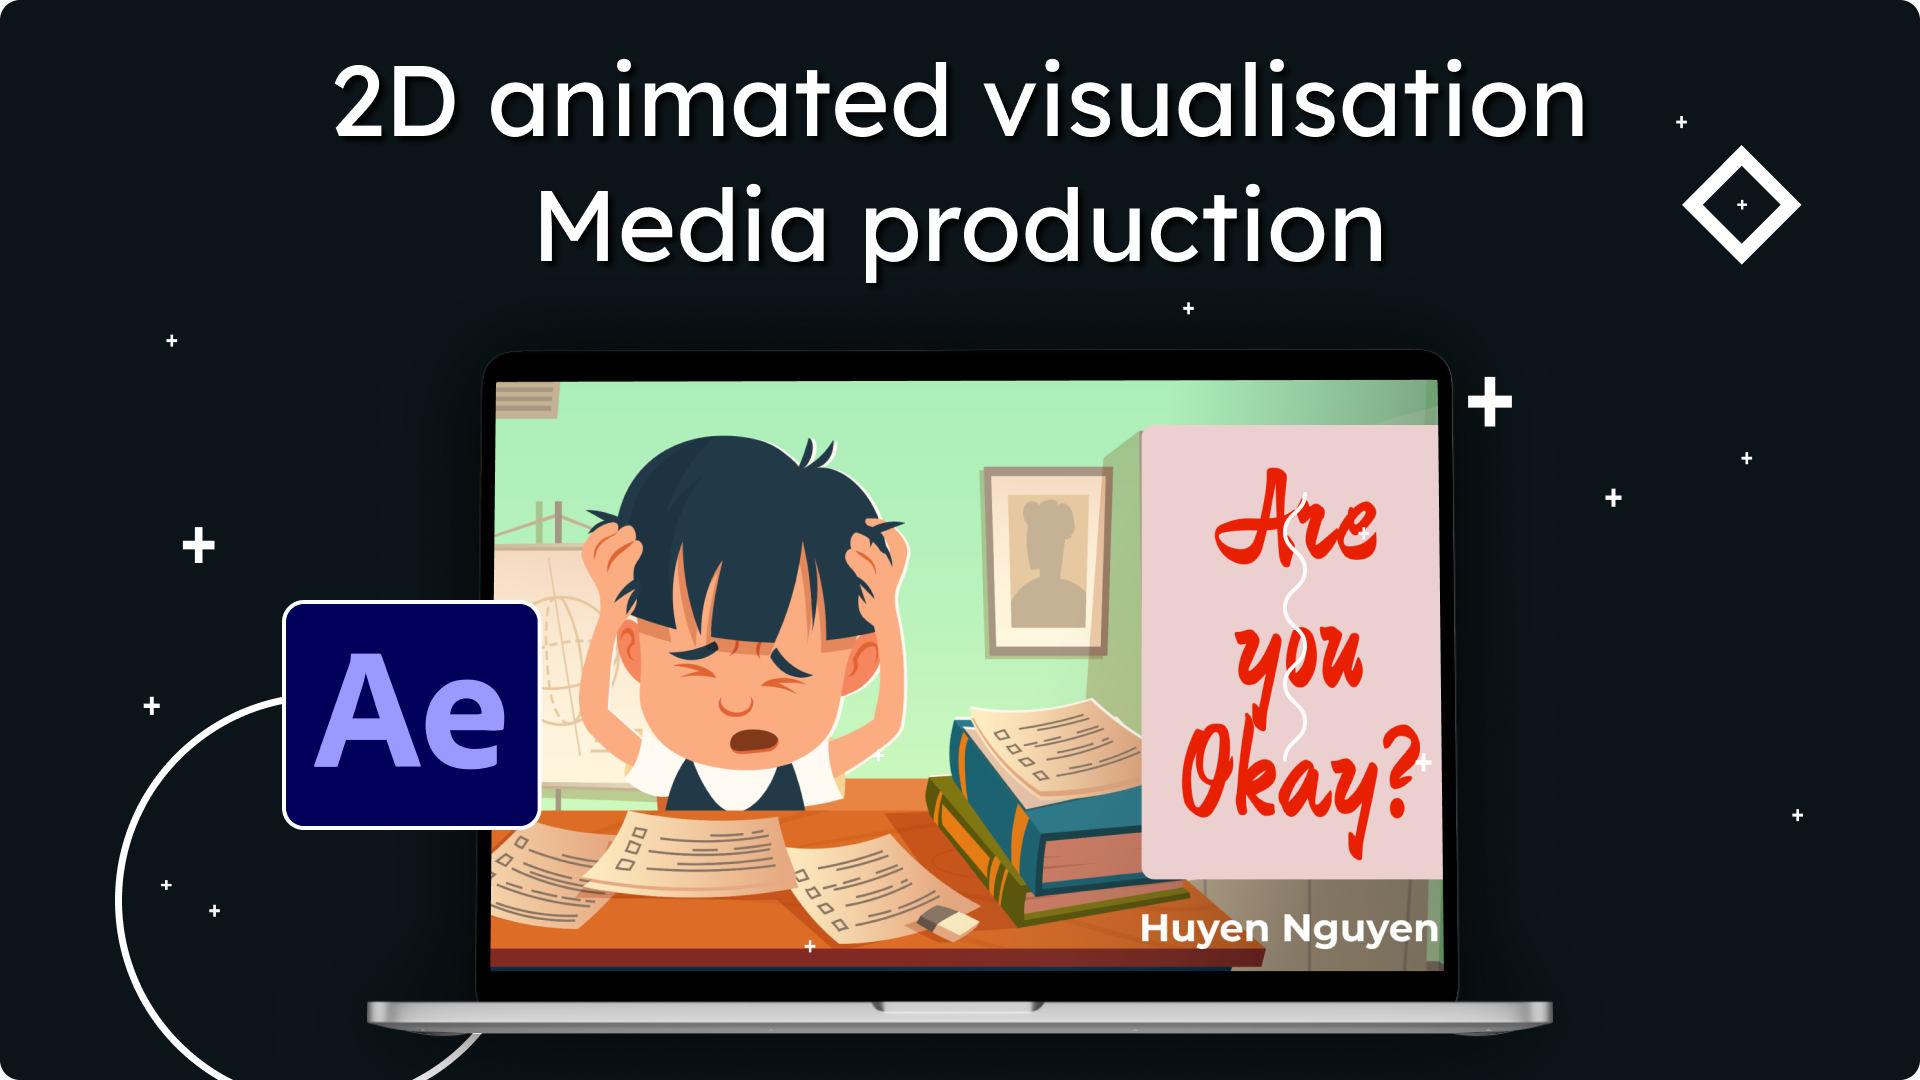 2D animated visualisation
Media production
Are
you
Okay?
Ae
Huyen Nguyen